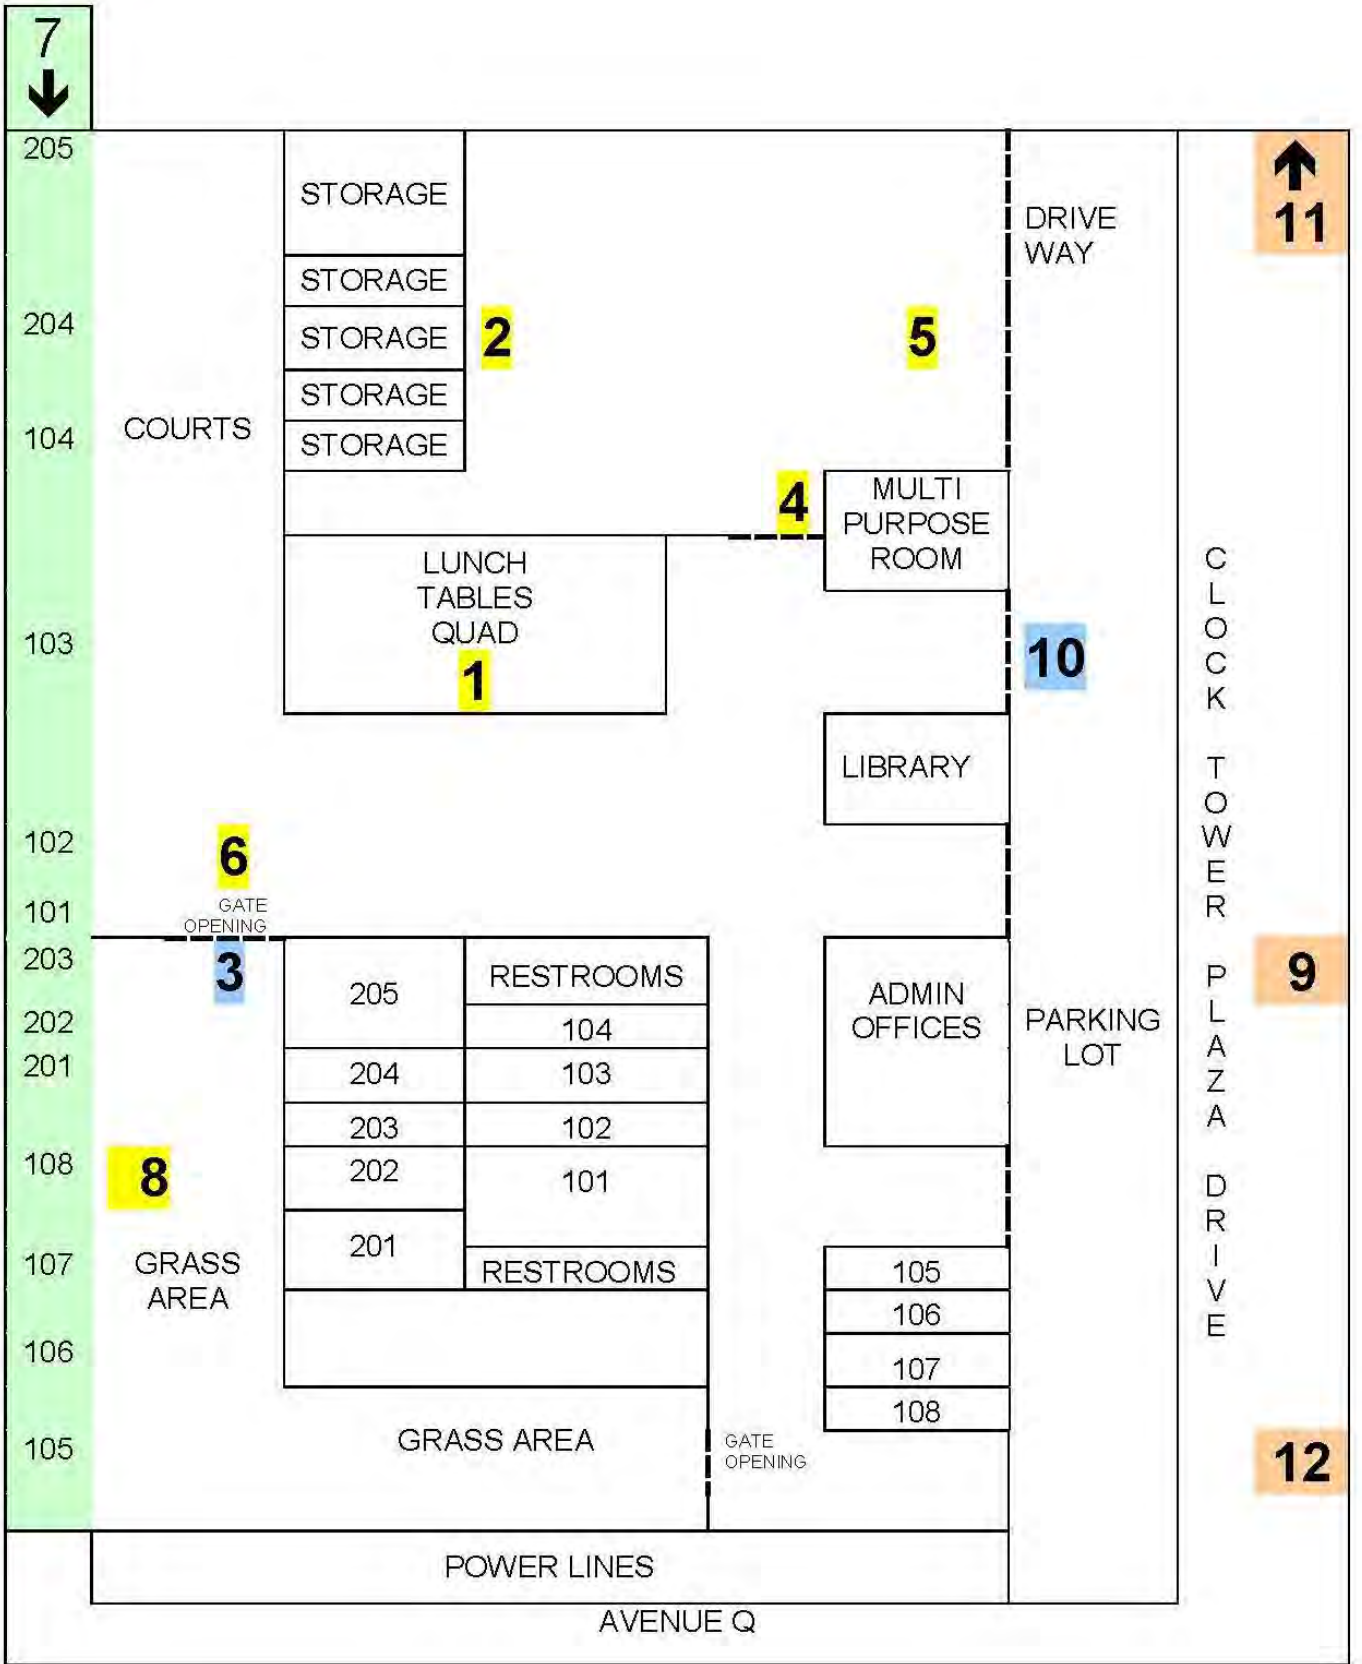 7
205
204
104
103
102
101
203
202
201
108
107
106
105
STORAGE
STORAGE
STORAGE
STORAGE
STORAGE
2
5
COURTS
DRIVE
WAY
11
4
MULTI
PURPOSE
ROOM
LUNCH
TABLES
QUAD
1
10
LIBRARY
6
GATE
OPENING
3
205
204
203
202
201
RESTROOMS
104
103
102
101
RESTROOMS
ADMIN
OFFICES
PARKING
LOT
CLOCK TOWER PLAZA DRIVE
9
8
GRASS
AREA
105
106
107
108
GRASS AREA
GATE
OPENING
12
POWER LINES
AVENUE Q